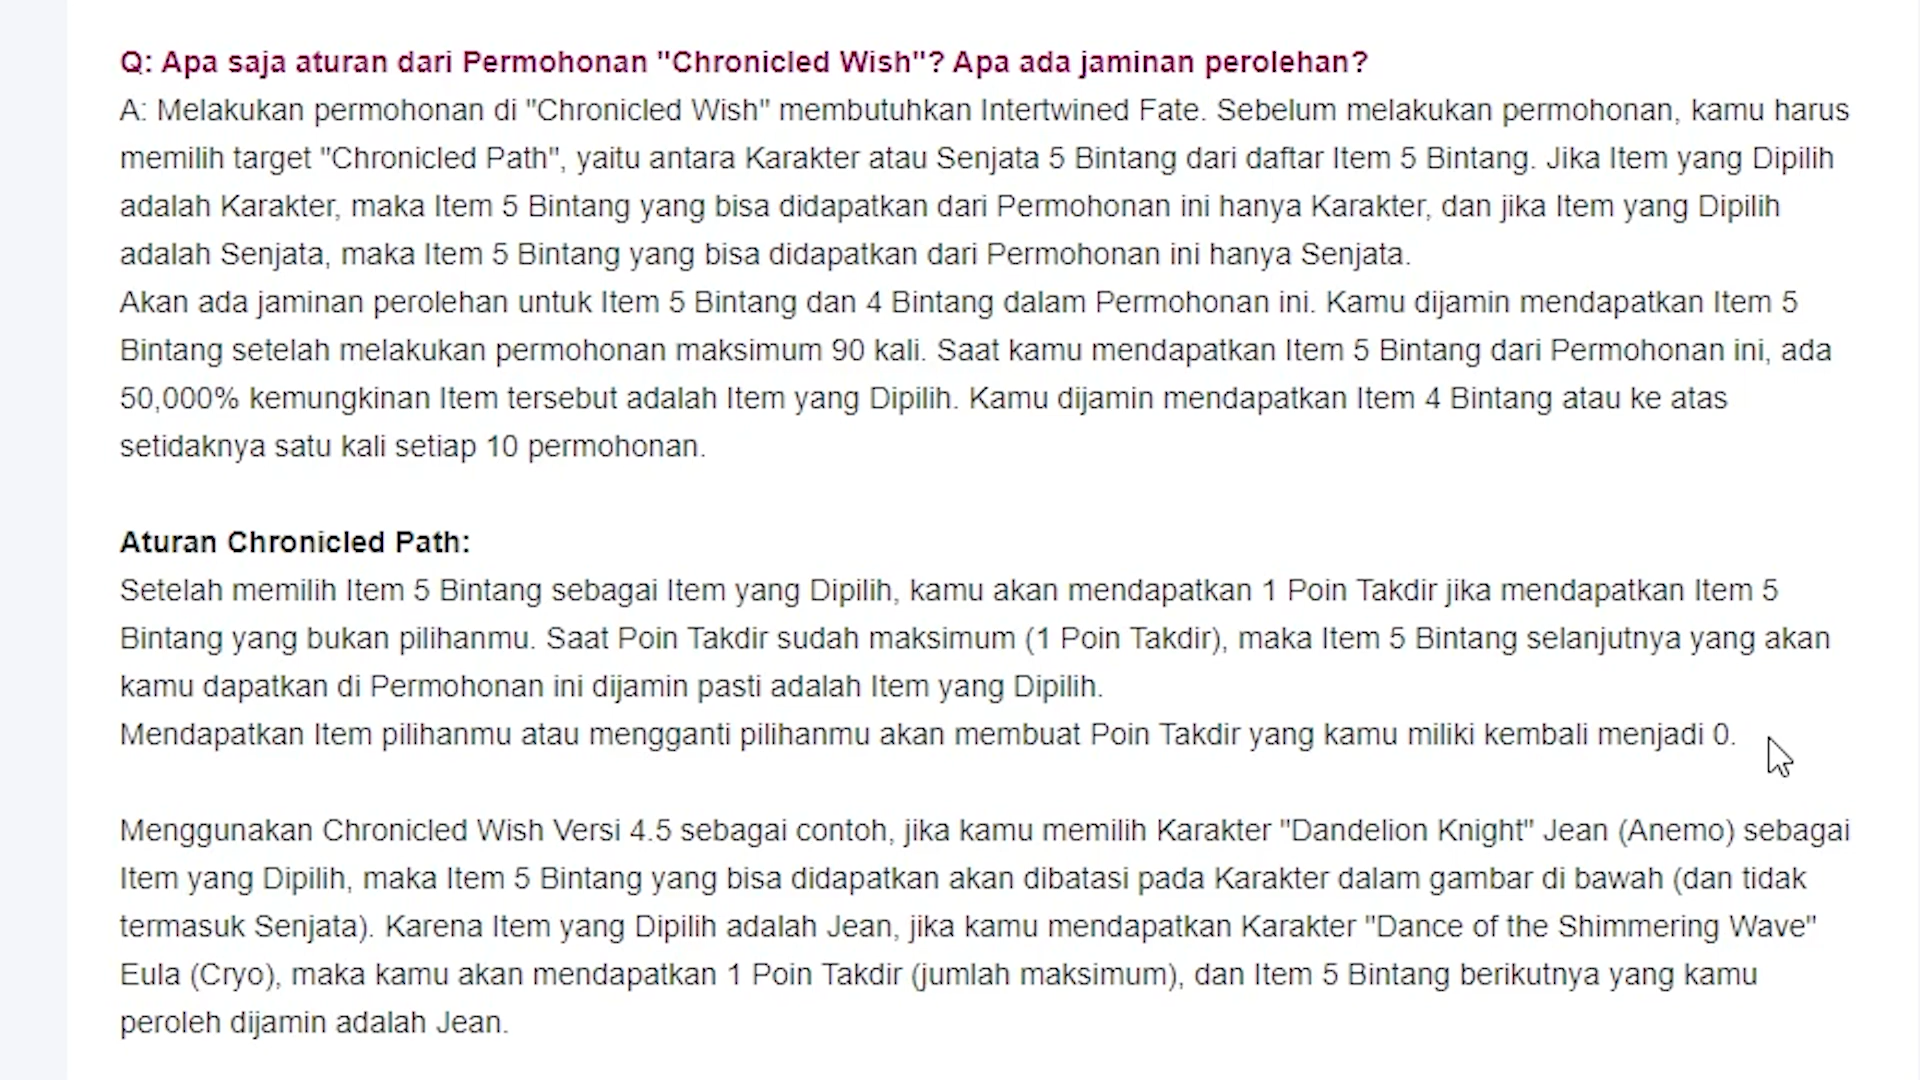 Q: Apa saja aturan dari Permohonan "Chronicled Wish"? Apa ada jaminan perolehan?
A: Melakukan permohonan di "Chronicled Wish" membutuhkan Intertwined Fate. Sebelum melakukan permohonan, kamu harus
memilih target "Chronicled Path", yaitu antara Karakter atau Senjata 5 Bintang dari daftar Item 5 Bintang. Jika Item yang Dipilih
adalah Karakter, maka Item 5 Bintang yang bisa didapatkan dari Permohonan ini hanya Karakter, dan jika Item yang Dipilih
adalah Senjata, maka Item 5 Bintang yang bisa didapatkan dari Permohonan ini hanya Senjata.
Akan ada jaminan perolehan untuk Item 5 Bintang dan 4 Bintang dalam Permohonan ini. Kamu dijamin mendapatkan Item 5
Bintang setelah melakukan permohonan maksimum 90 kali. Saat kamu mendapatkan Item 5 Bintang dari Permohonan ini, ada
50,000% kemungkinan Item tersebut adalah Item yang Dipilih. Kamu dijamin mendapatkan Item 4 Bintang atau ke atas
setidaknya satu kali setiap 10 permohonan.
Aturan Chronicled Path:
Setelah memilih Item 5 Bintang sebagai Item yang Dipilih, kamu akan mendapatkan 1 Poin Takdir jika mendapatkan Item 5
Bintang yang bukan pilihanmu. Saat Poin Takdir sudah maksimum (1 Poin Takdir), maka Item 5 Bintang selanjutnya yang akan
kamu dapatkan di Permohonan ini dijamin pasti adalah Item yang Dipilih.
Mendapatkan Item pilihanmu atau mengganti pilihanmu akan membuat Poin Takdir yang kamu miliki kembali menjadi 0.
Menggunakan Chronicled Wish Versi 4.5 sebagai contoh, jika kamu memilih Karakter "Dandelion Knight" Jean (Anemo) sebagai
Item yang Dipilih, maka Item 5 Bintang yang bisa didapatkan akan dibatasi pada Karakter dalam gambar di bawah (dan tidak
termasuk Senjata). Karena Item yang Dipilih adalah Jean, jika kamu mendapatkan Karakter "Dance of the Shimmering Wave"
Eula (Cryo), maka kamu akan mendapatkan 1 Poin Takdir (jumlah maksimum), dan Item 5 Bintang berikutnya yang kamu
peroleh dijamin adalah Jean.